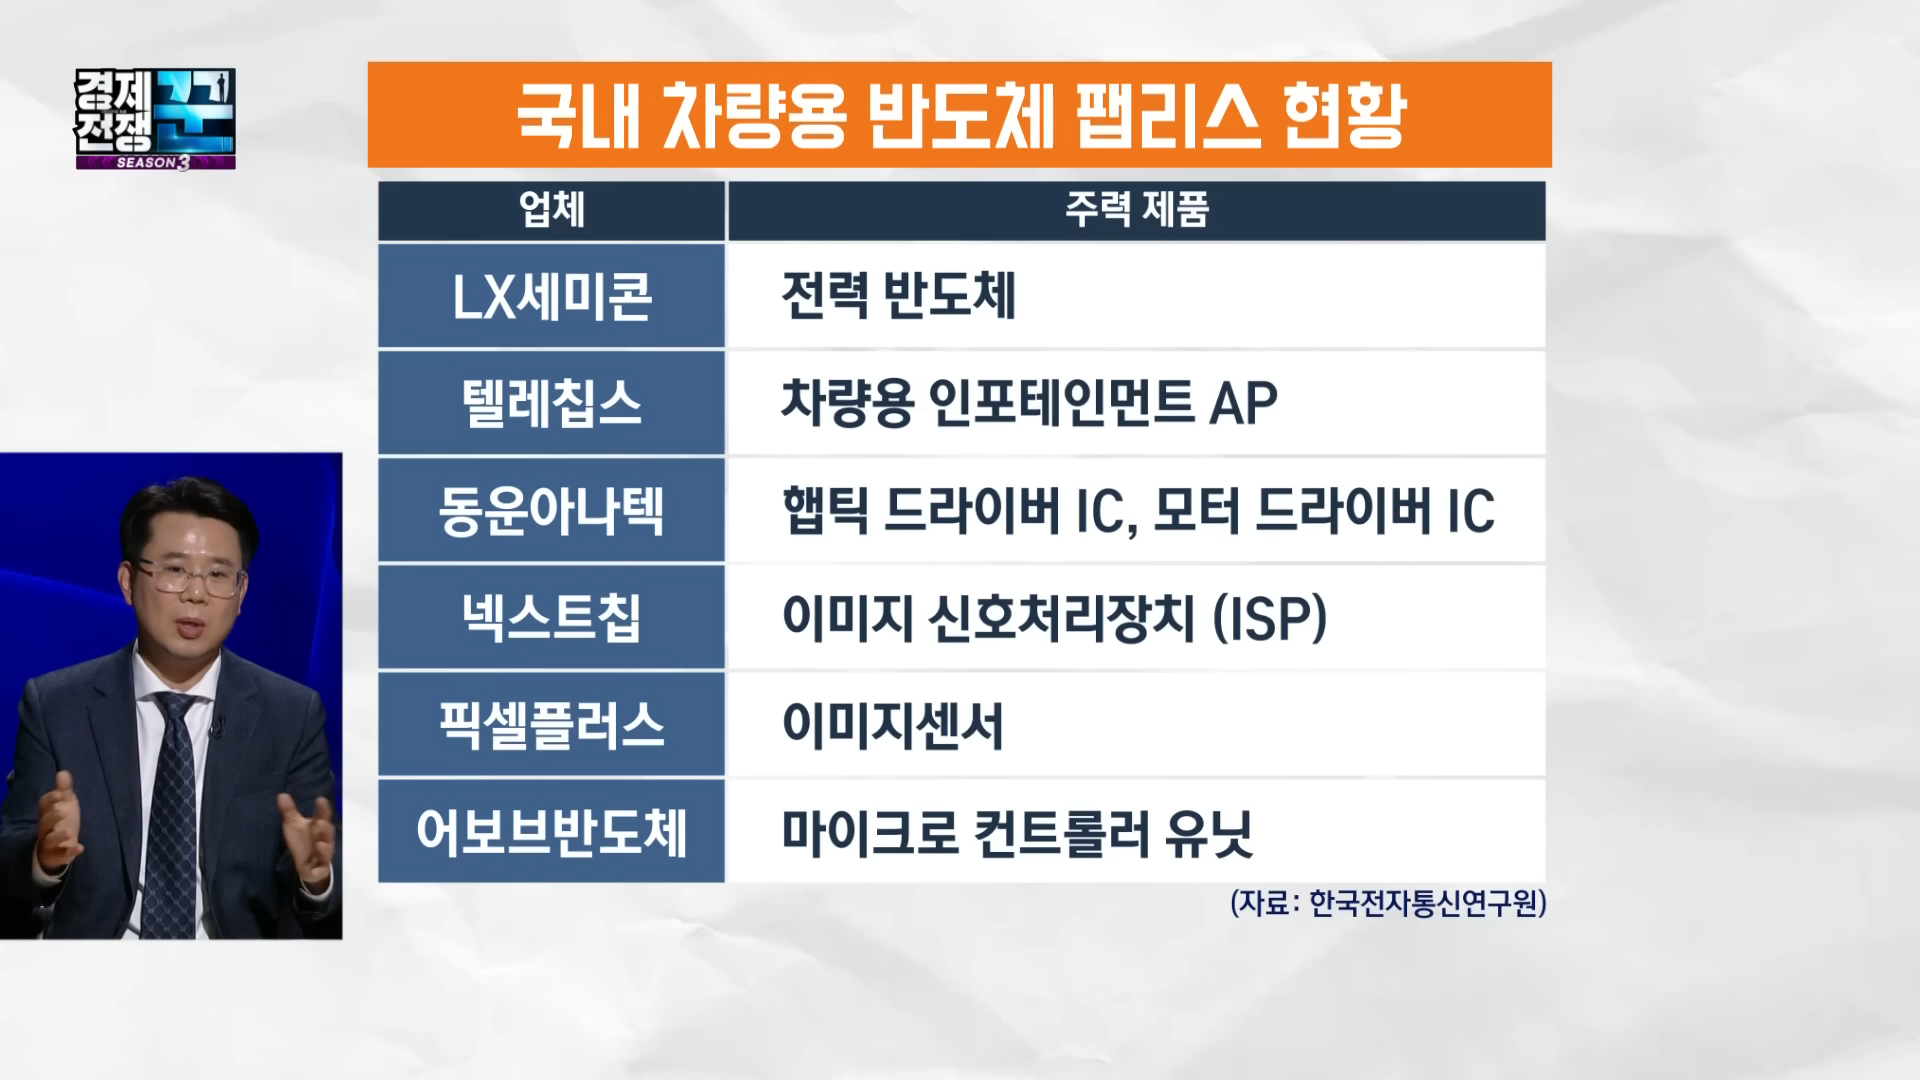 경제
전쟁
꾼
SEASON3
국내 차량용 반도체 팹리스 현황
업체 주력 제품
LX세미콘 전력 반도체
텔레칩스 차량용 인포테인먼트 AP
동운아나텍 햅틱 드라이버 IC, 모터 드라이버 IC
넥스트칩 이미지 신호처리장치 (ISP)
픽셀플러스 이미지센서
어보브반도체 마이크로 컨트롤러 유닛
(자료: 한국전자통신연구원)